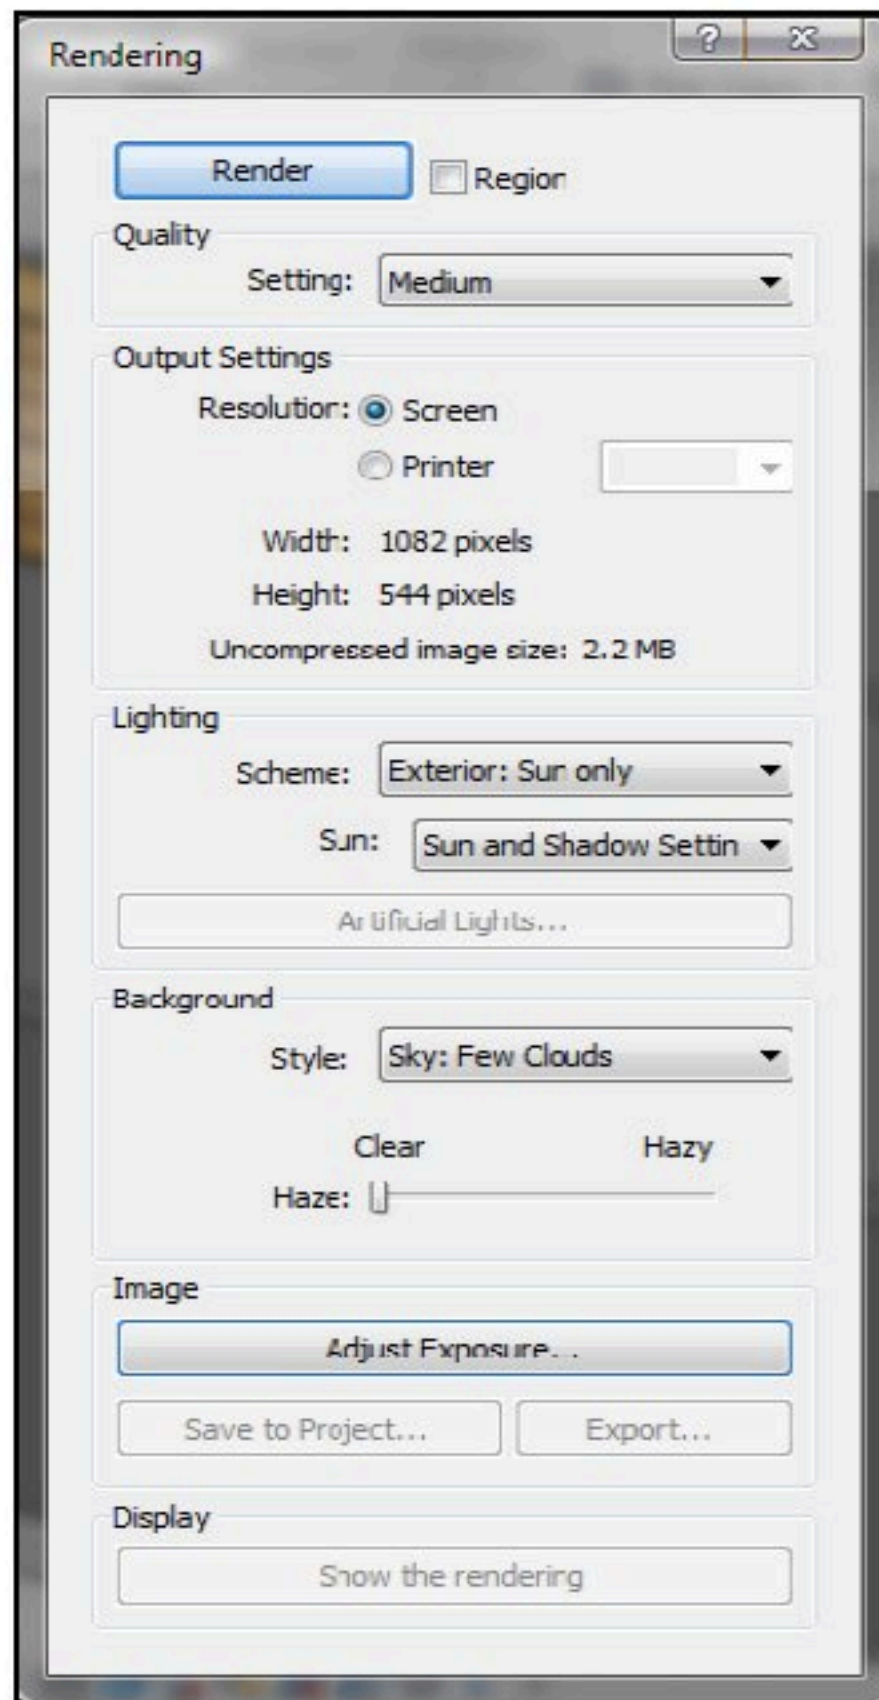 Rendering
Render Region
Quality
Setting: Medium
Output Settings
Resolution: Screen
Printer
Width: 1082 pixels
Height: 544 pixels
Uncompressed image size: 2.2 MB
Lighting
Scheme: Exterior: Sun only
Sun: Sun and Shadow Settin
Artificial Lights...
Background
Style: Sky: Few Clouds
Clear Hazy
Haze:
Image
Adjust Exposure...
Save to Project... Export...
Display
Show the rendering